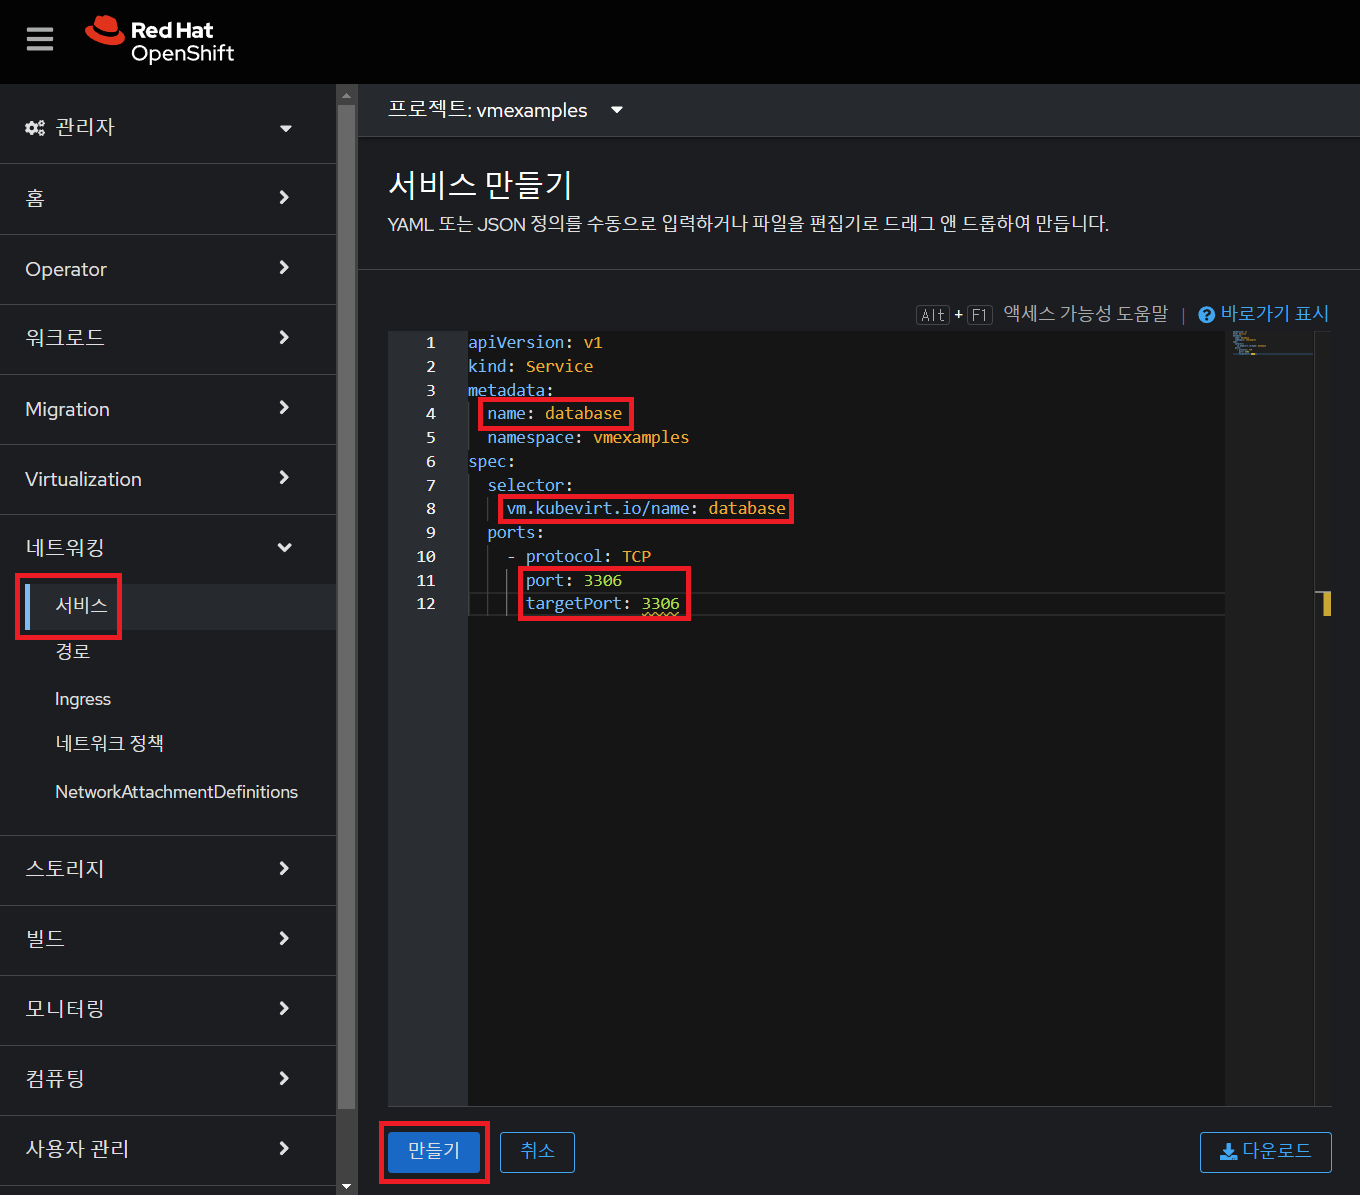 Red Hat
OpenShift
관리자
홈
Operator
워크로드
Migration
Virtualization
네트워킹
서비스
경로
Ingress
네트워크 정책
NetworkAttachmentDefinitions
스토리지
빌드
모니터링
컴퓨팅
사용자 관리
프로젝트: vmexamples
서비스 만들기
YAML 또는 JSON 정의를 수동으로 입력하거나 파일을 편집기로 드래그 앤 드롭하여 만듭니다.
Alt + F1 액세스 가능성 도움말 | 바로가기 표시
1 apiVersion: v1
2 kind: Service
3 metadata:
4 name: database
5 namespace: vmexamples
6 spec:
7 selector:
8 vm.kubevirt.io/name: database
9 ports:
10 - protocol: TCP
11 port: 3306
12 targetPort: 3306
만들기 취소 다운로드